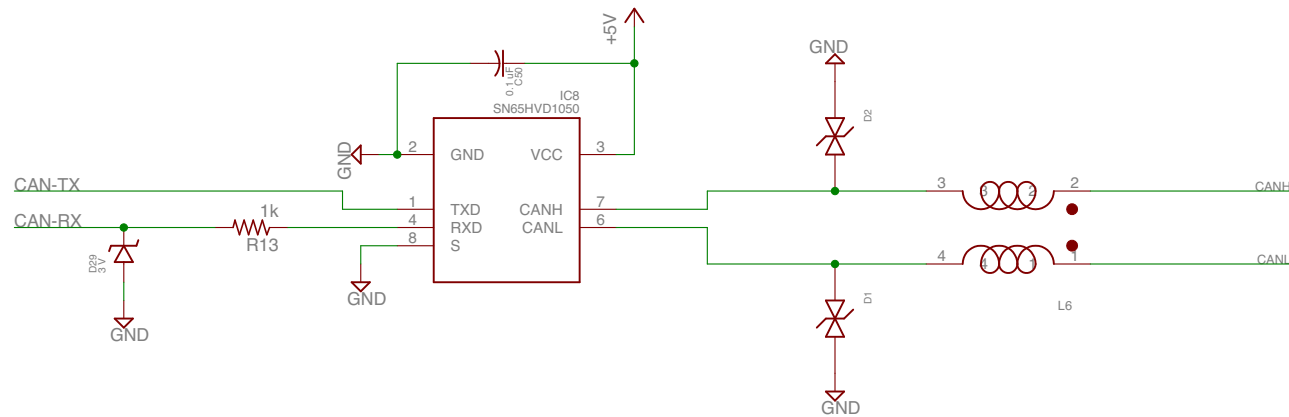 +5V
GND
0.1 uF
C50
IC8
SN65HVD1050
D2
GND
2
GND
VCC
3
CAN-TX
3
3
2
2
CANH
1
TXD
CANH
7
CAN-RX
1k
R13
4
RXD
CANL
6
8
S
D29
3V
4
4
1
1
CANL
GND
GND
D1
L6
GND